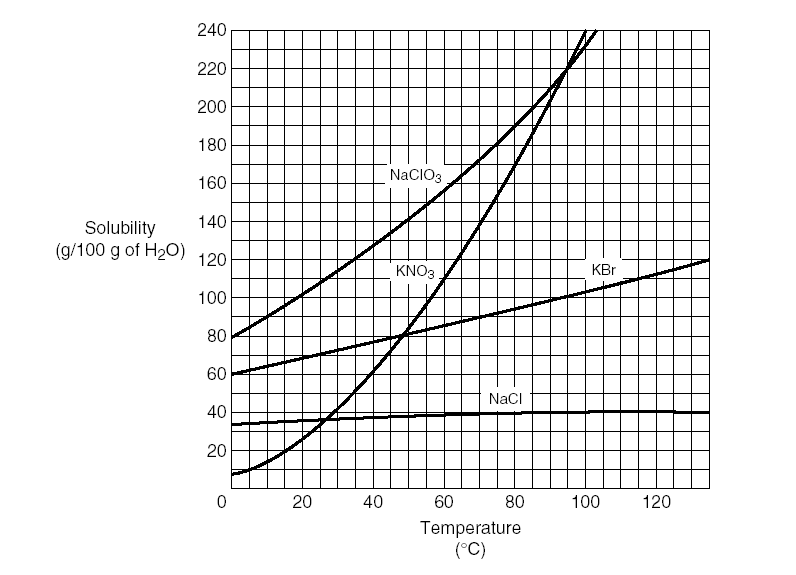 240
220
200
180
NaClO₃
160
140
Solubility
(g/100 g of H₂O)
120
KNO₃
KBr
100
80
60
NaCl
40
20
0 20 40 60 80 100 120
Temperature
(°C)